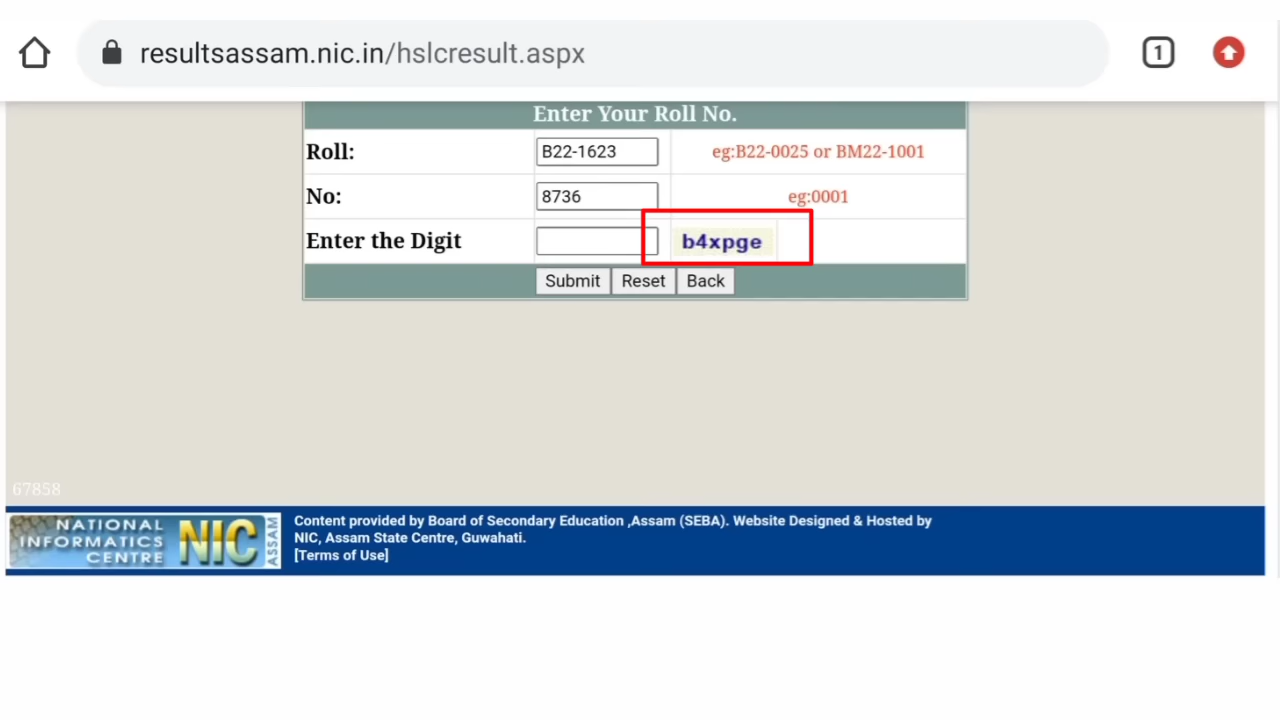 resultsassam.nic.in/hslcresult.aspx
1
Enter Your Roll No.
Roll: B22-1623 eg:B22-0025 or BM22-1001
No: 8736 eg:0001
Enter the Digit b4xpge
Submit Reset Back
67858
NATIONAL
INFORMATICS
CENTRE
NIC
ASSAM
Content provided by Board of Secondary Education ,Assam (SEBA). Website Designed & Hosted by
NIC, Assam State Centre, Guwahati.
[Terms of Use]